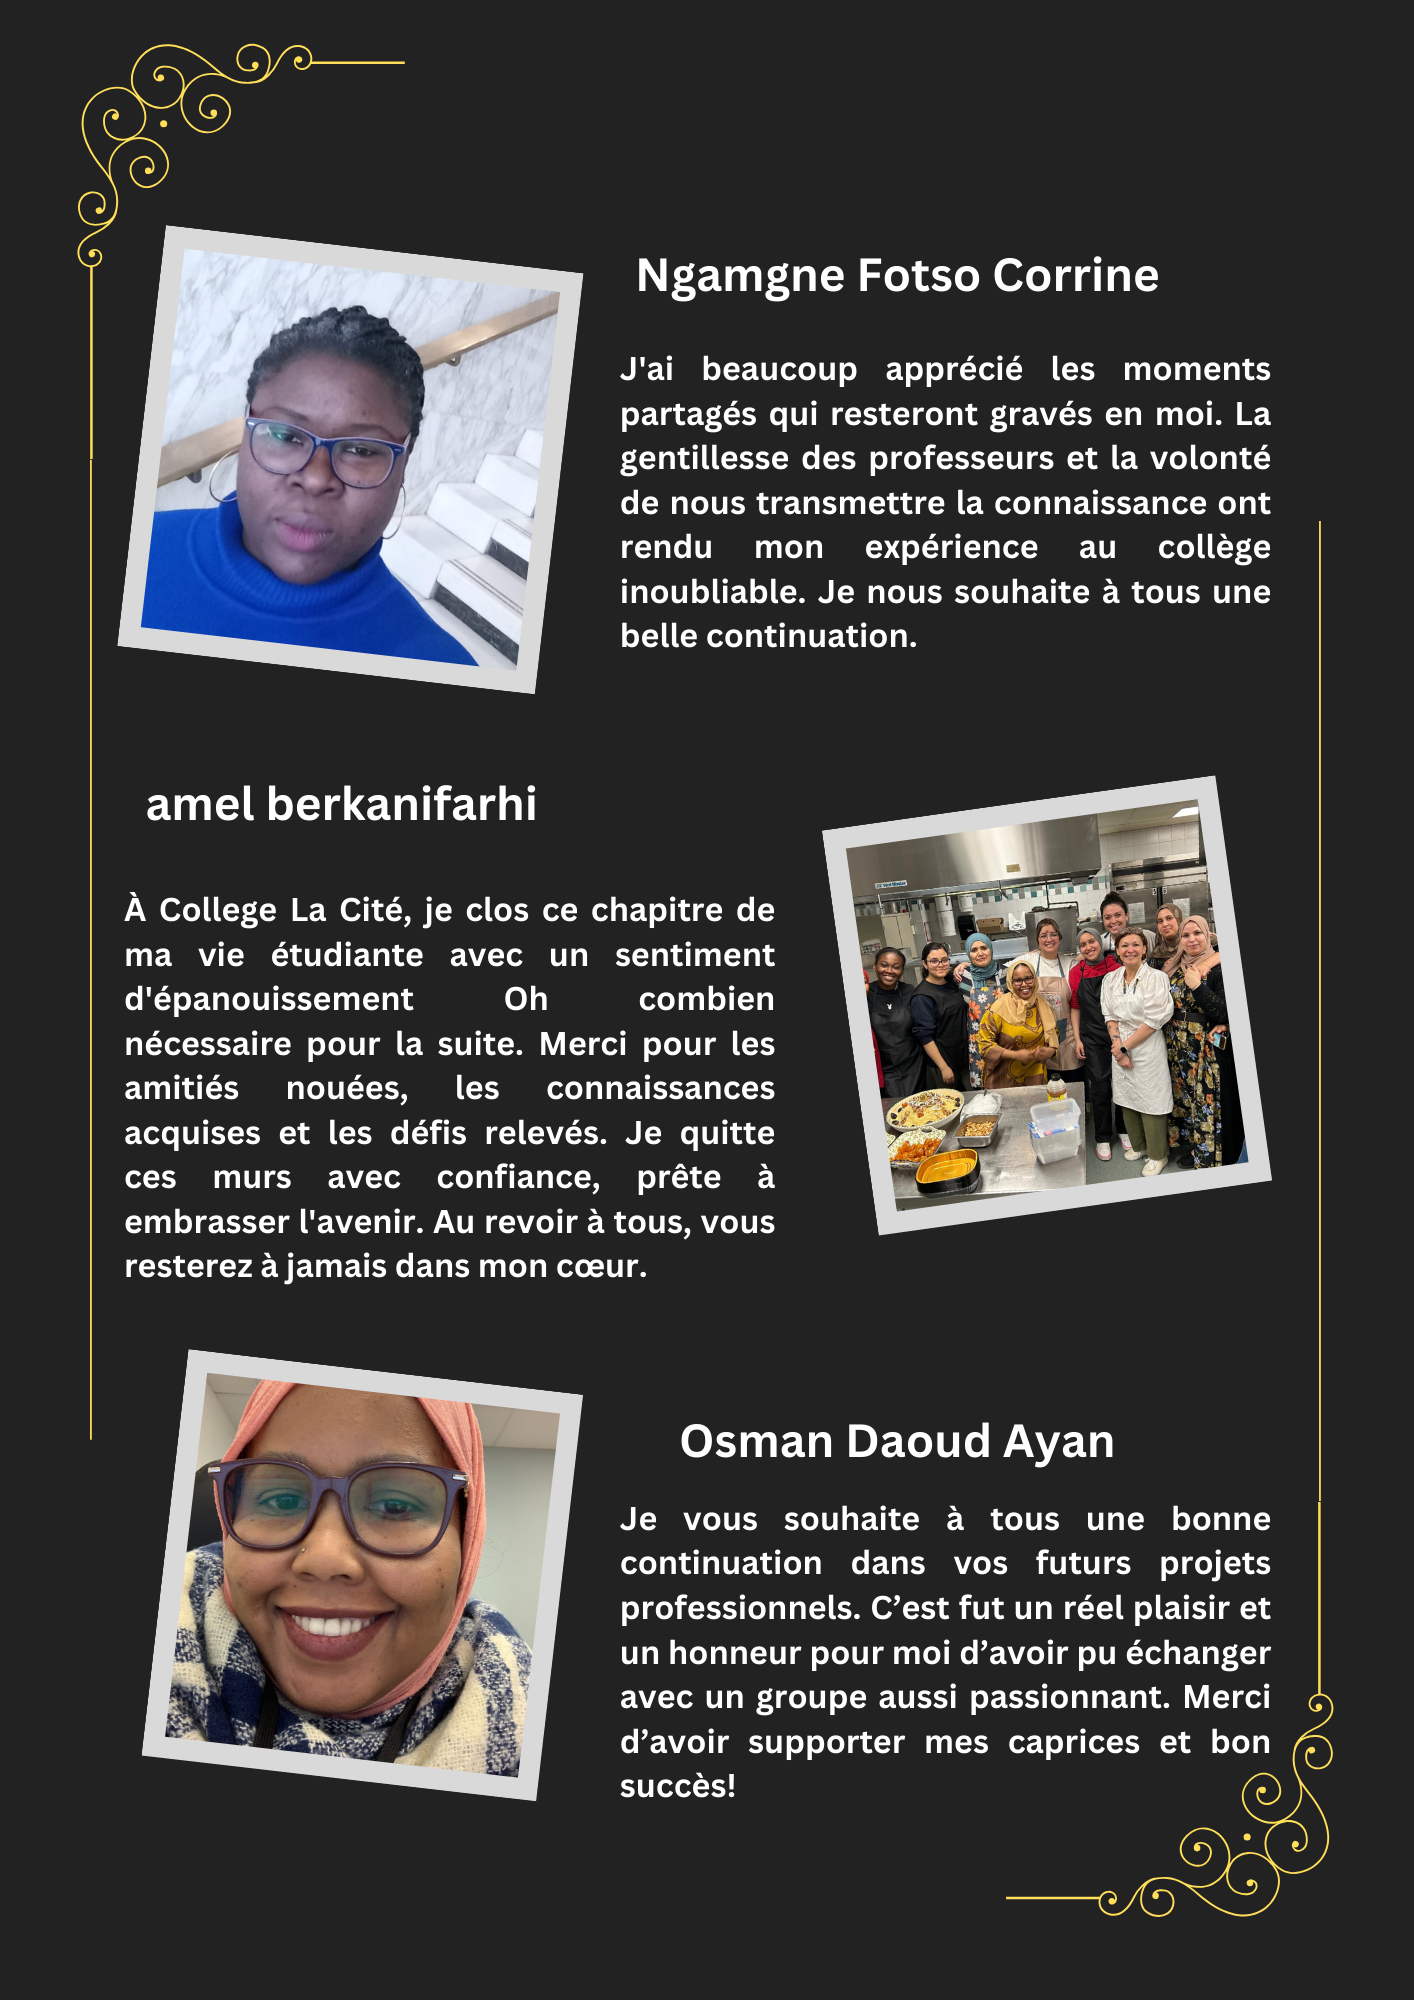 Ngamgne Fotso Corrine
J'ai beaucoup apprécié les moments
partagés qui resteront gravés en moi. La
gentillesse des professeurs et la volonté
de nous transmettre la connaissance ont
rendu mon expérience au collège
inoubliable. Je nous souhaite à tous une
belle continuation.
amel berkanifarhi
À College La Cité, je clos ce chapitre de
ma vie étudiante avec un sentiment
d'épanouissement Oh combien
nécessaire pour la suite. Merci pour les
amitiés nouées, les connaissances
acquises et les défis relevés. Je quitte
ces murs avec confiance, prête à
embrasser l'avenir. Au revoir à tous, vous
resterez à jamais dans mon cœur.
Osman Daoud Ayan
Je vous souhaite à tous une bonne
continuation dans vos futurs projets
professionnels. C’est fut un réel plaisir et
un honneur pour moi d’avoir pu échanger
avec un groupe aussi passionnant. Merci
d’avoir supporter mes caprices et bon
succès!